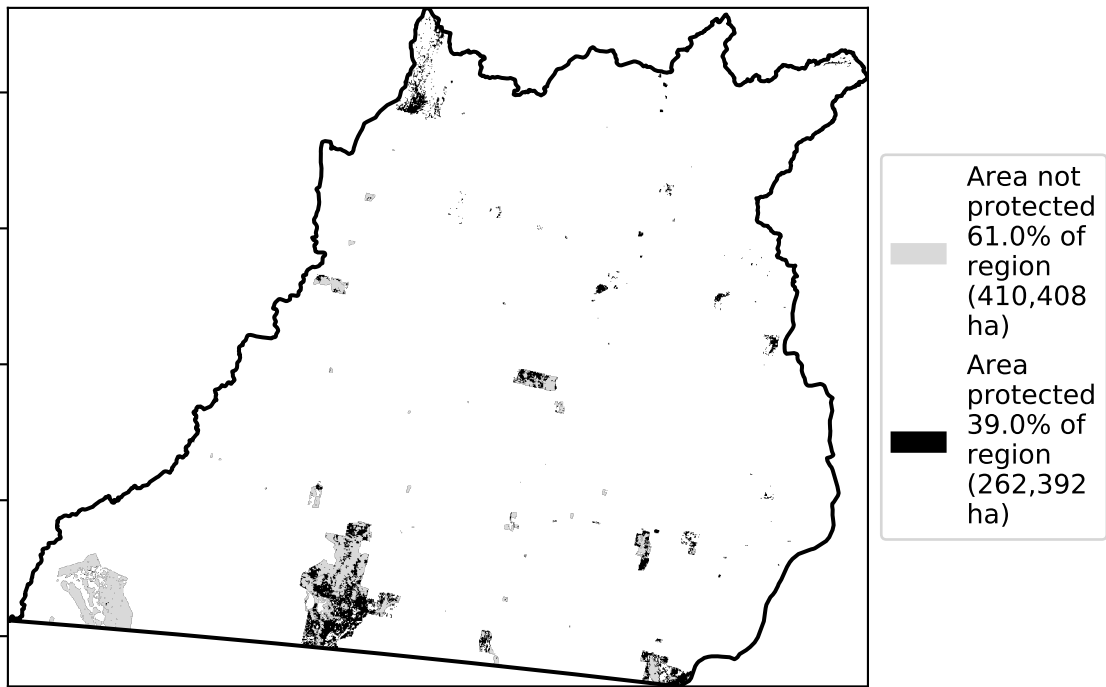 Area not
protected
61.0% of
region
(410,408
ha)
Area
protected
39.0% of
region
(262,392
ha)